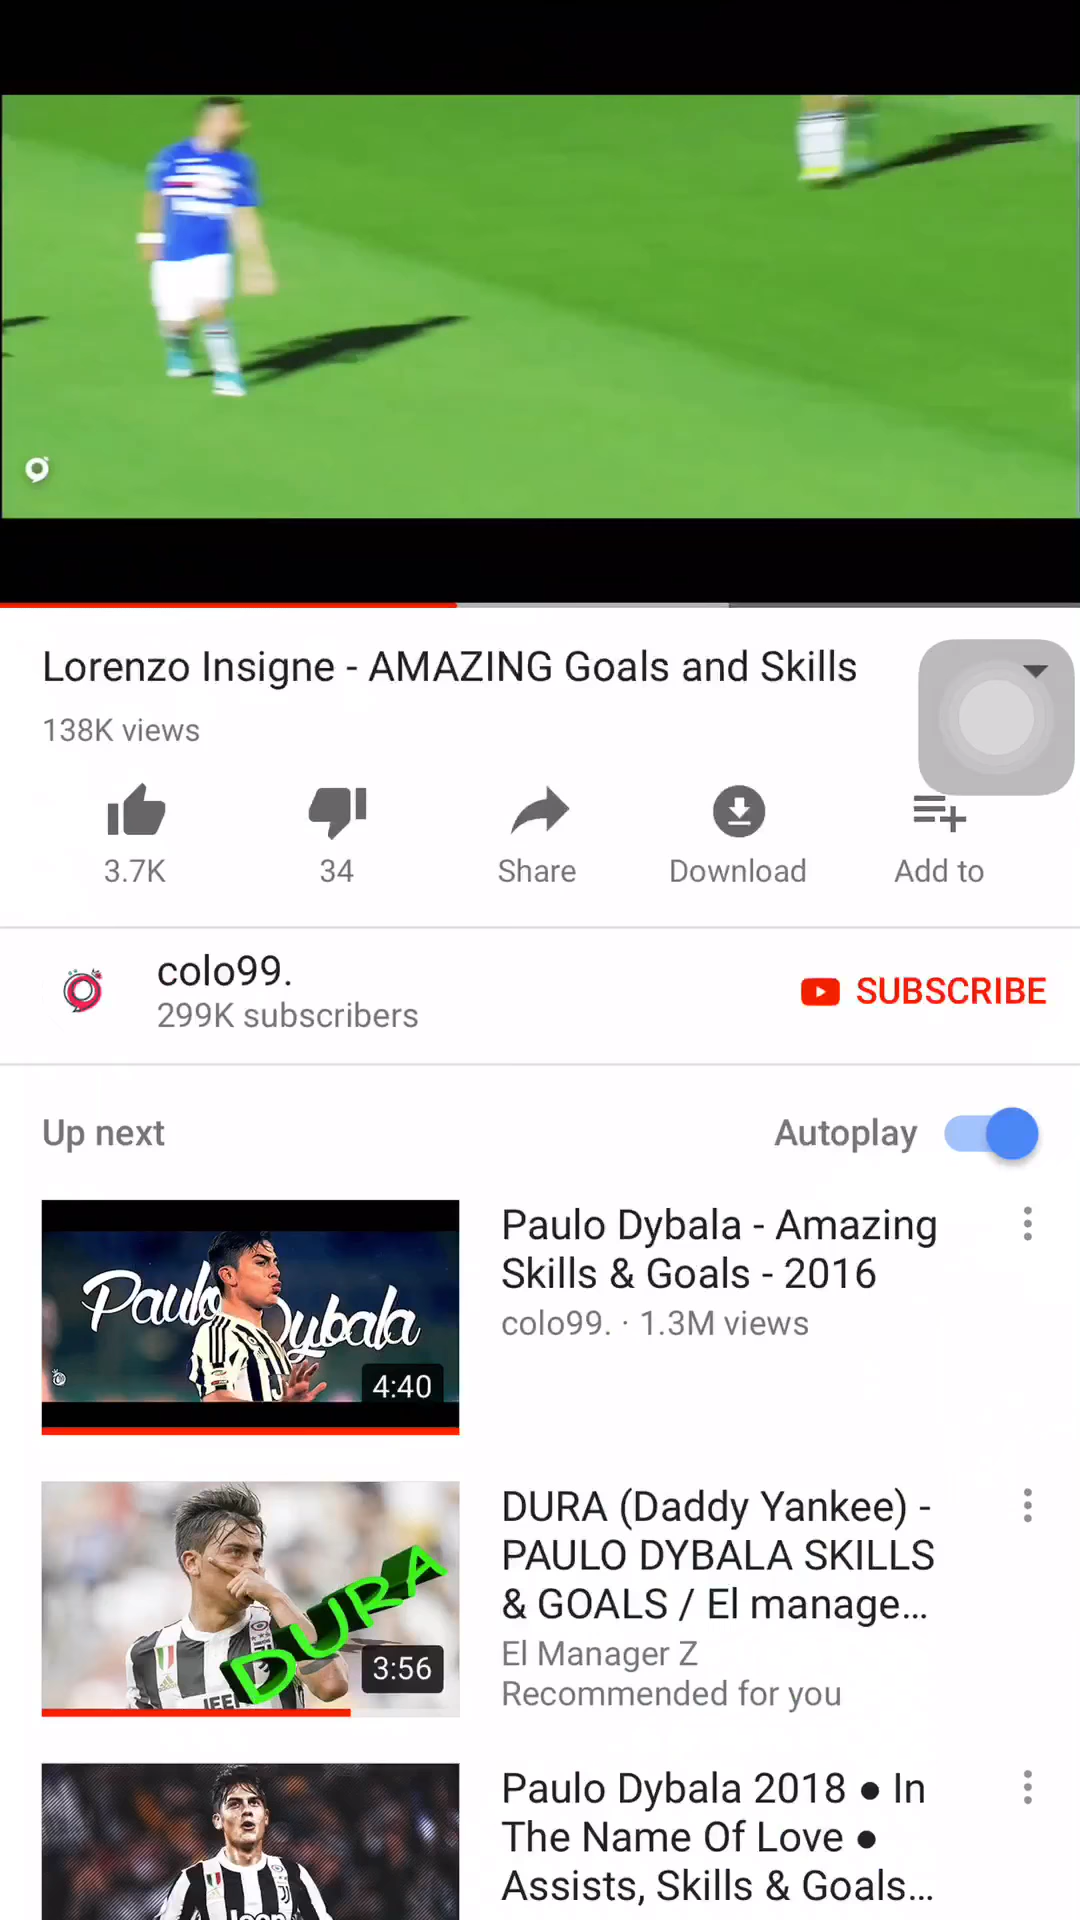 Lorenzo Insigne - AMAZING Goals and Skills
138K views
3.7K
34
Share
Download
Add to
colo99.
299K subscribers
SUBSCRIBE
Up next
Autoplay
Paulo Dybala
4:40
Paulo Dybala - Amazing
Skills & Goals - 2016
colo99. · 1.3M views
DURA
3:56
DURA (Daddy Yankee) -
PAULO DYBALA SKILLS
& GOALS / El manage...
El Manager Z
Recommended for you
Paulo Dybala 2018 ● In
The Name Of Love ●
Assists, Skills & Goals...
Jeep